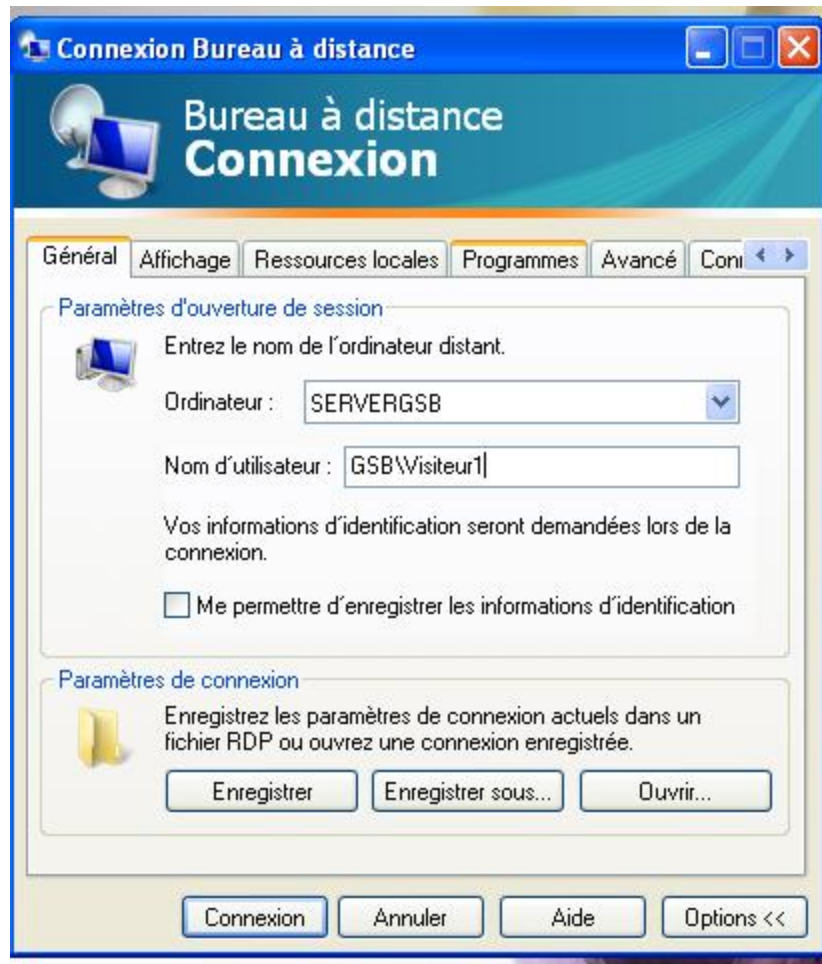 Connexion Bureau à distance
Bureau à distance
Connexion
Général Affichage Ressources locales Programmes Avancé
Paramètres d'ouverture de session
Entrez le nom de l'ordinateur distant.
Ordinateur : SERVERGSB
Nom d'utilisateur : GSB\Visiteur1
Vos informations d'identification seront demandées lors de la
connexion.
Me permettre d'enregistrer les informations d'identification
Paramètres de connexion
Enregistrez les paramètres de connexion actuels dans un
fichier RDP ou ouvrez une connexion enregistrée.
Enregistrer Enregistrer sous... Ouvrir...
Connexion Annuler Aide Options <<